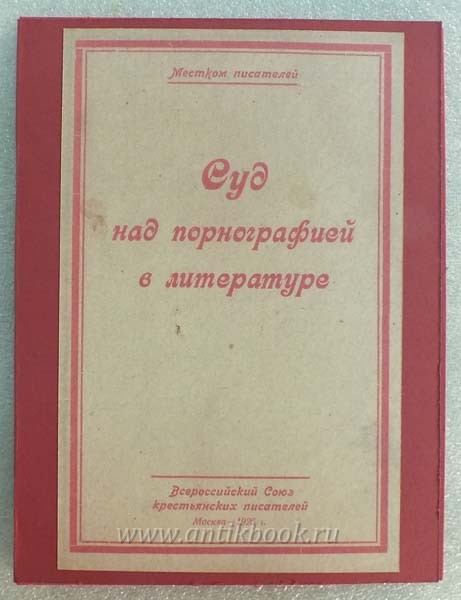 Местком писателей
Суд
над порнографией
в литературе
Всероссийский Союз
крестьянских писателей
Москва
www.antikbook.ru